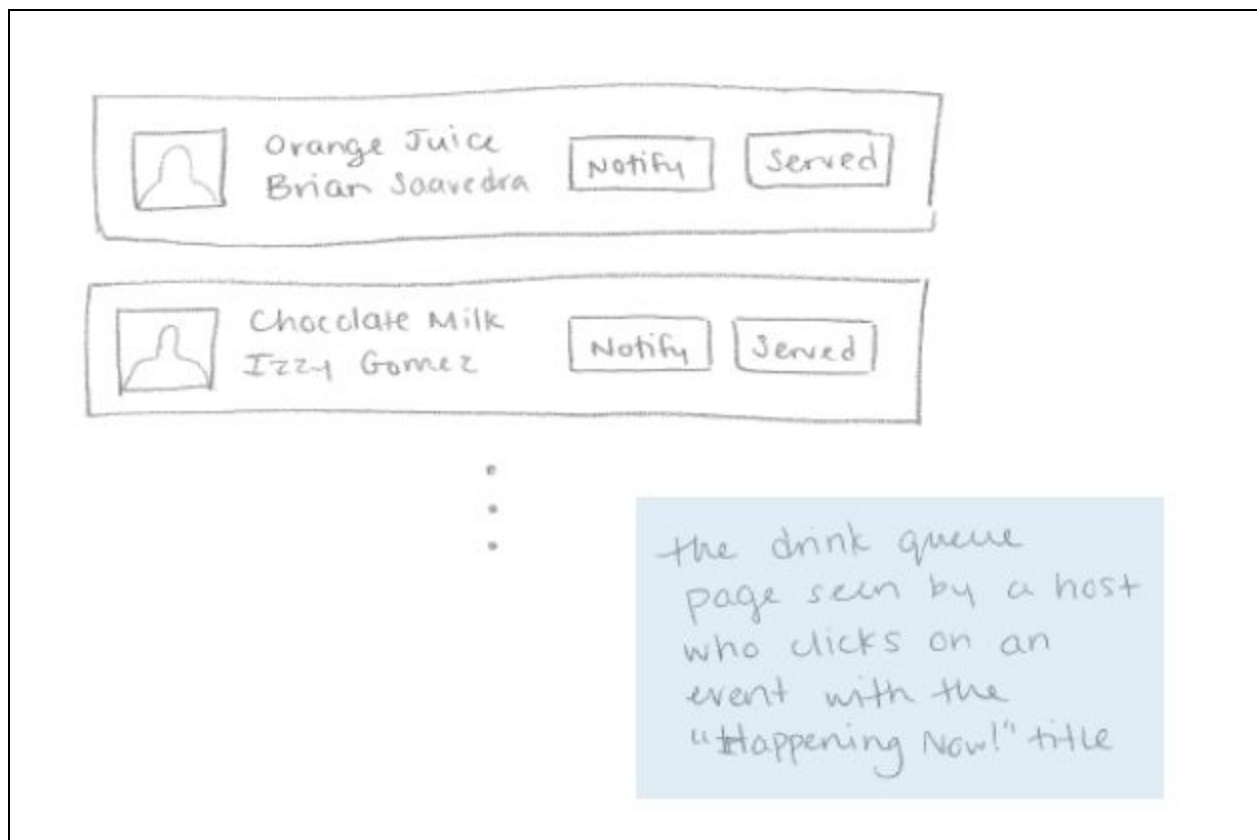 Orange Juice
Brian Saavedra
Notify
Served
Chocolate Milk
Izzy Gomez
Notify
Served
the drink queue
page seen by a host
who clicks on an
event with the
"Happening Now!" title